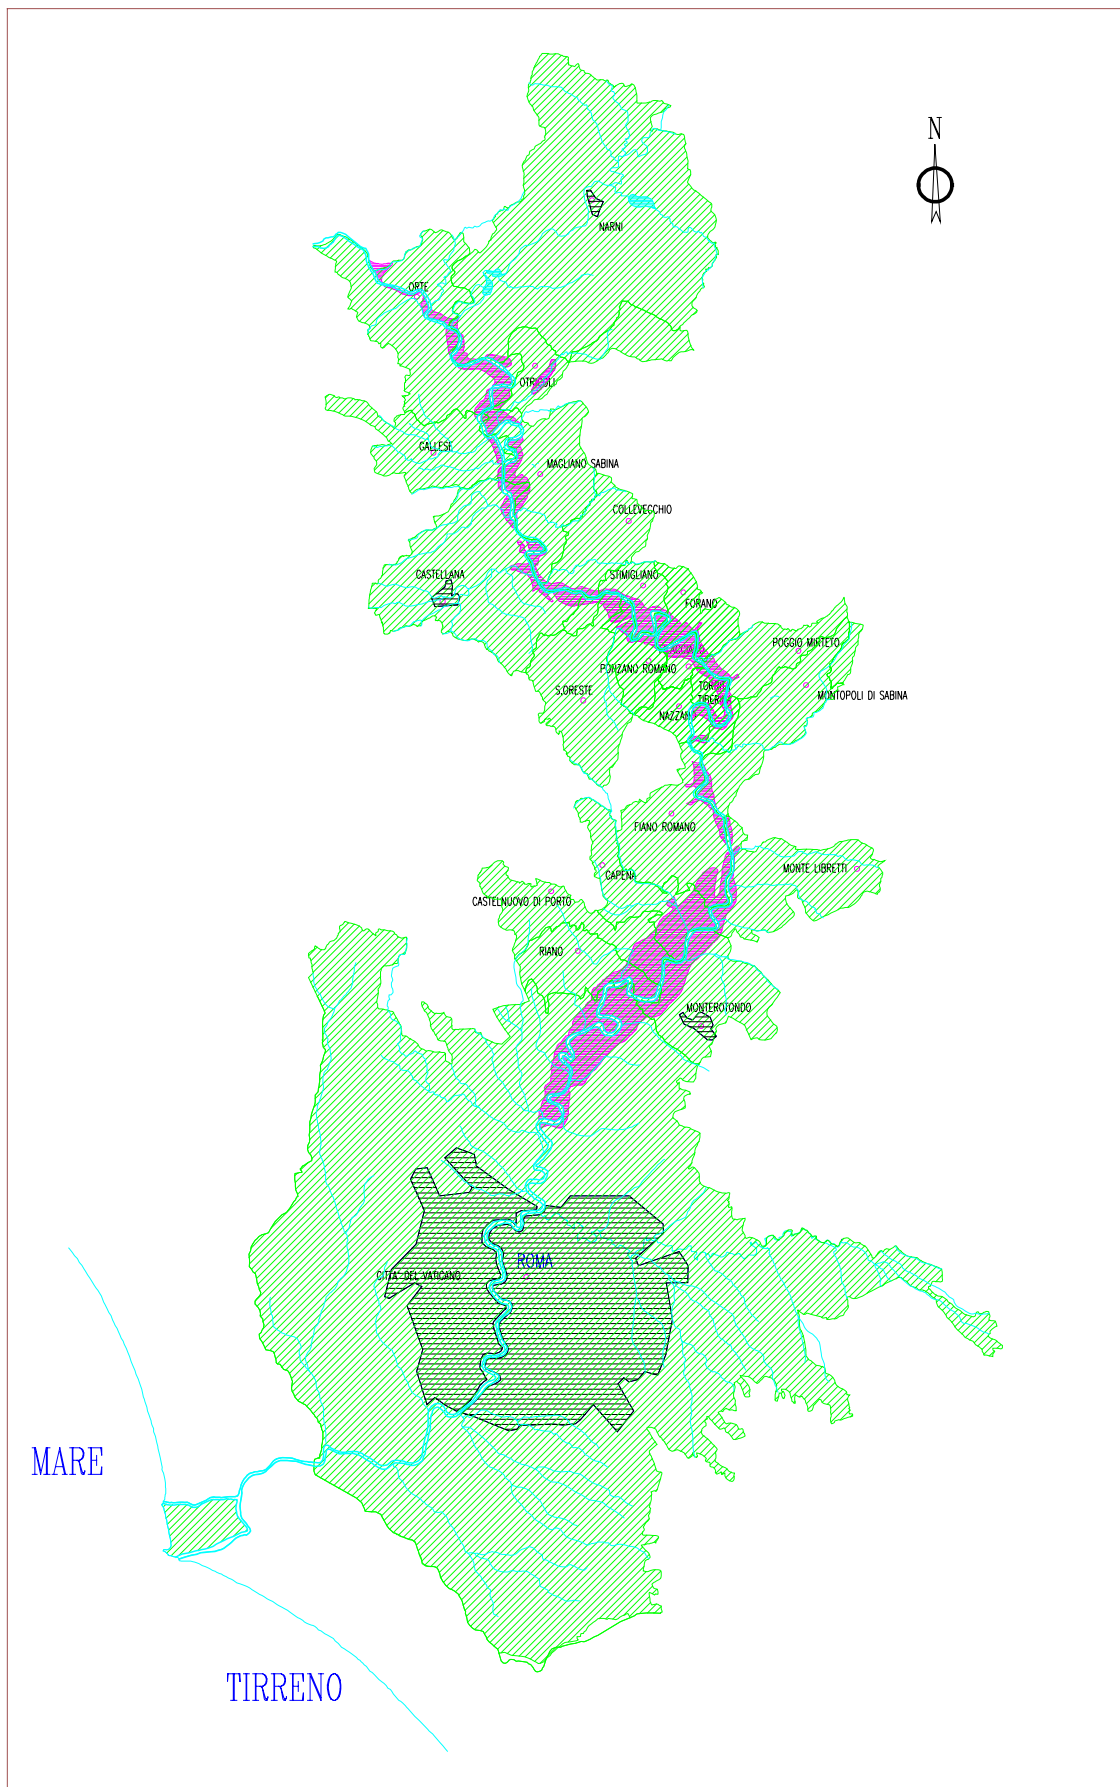 N
NARNI
ORTE
OTRICOLI
GALLESE
MAGLIANO SABINA
COLLEVECCHIO
CASTELLANA
STIMIGLIANO
FORANO
POGGIO MIRTETO
PONZANO ROMANO
S.ORESTE
MONTOPOLI DI SABINA
TIBERINA
NAZZANO
FIANO ROMANO
MONTE LIBRETTI
CAPENA
CASTELNUOVO DI PORTO
RIANO
MONTEROTONDO
ROMA
CITTA' DEL VATICANO
MARE
TIRRENO